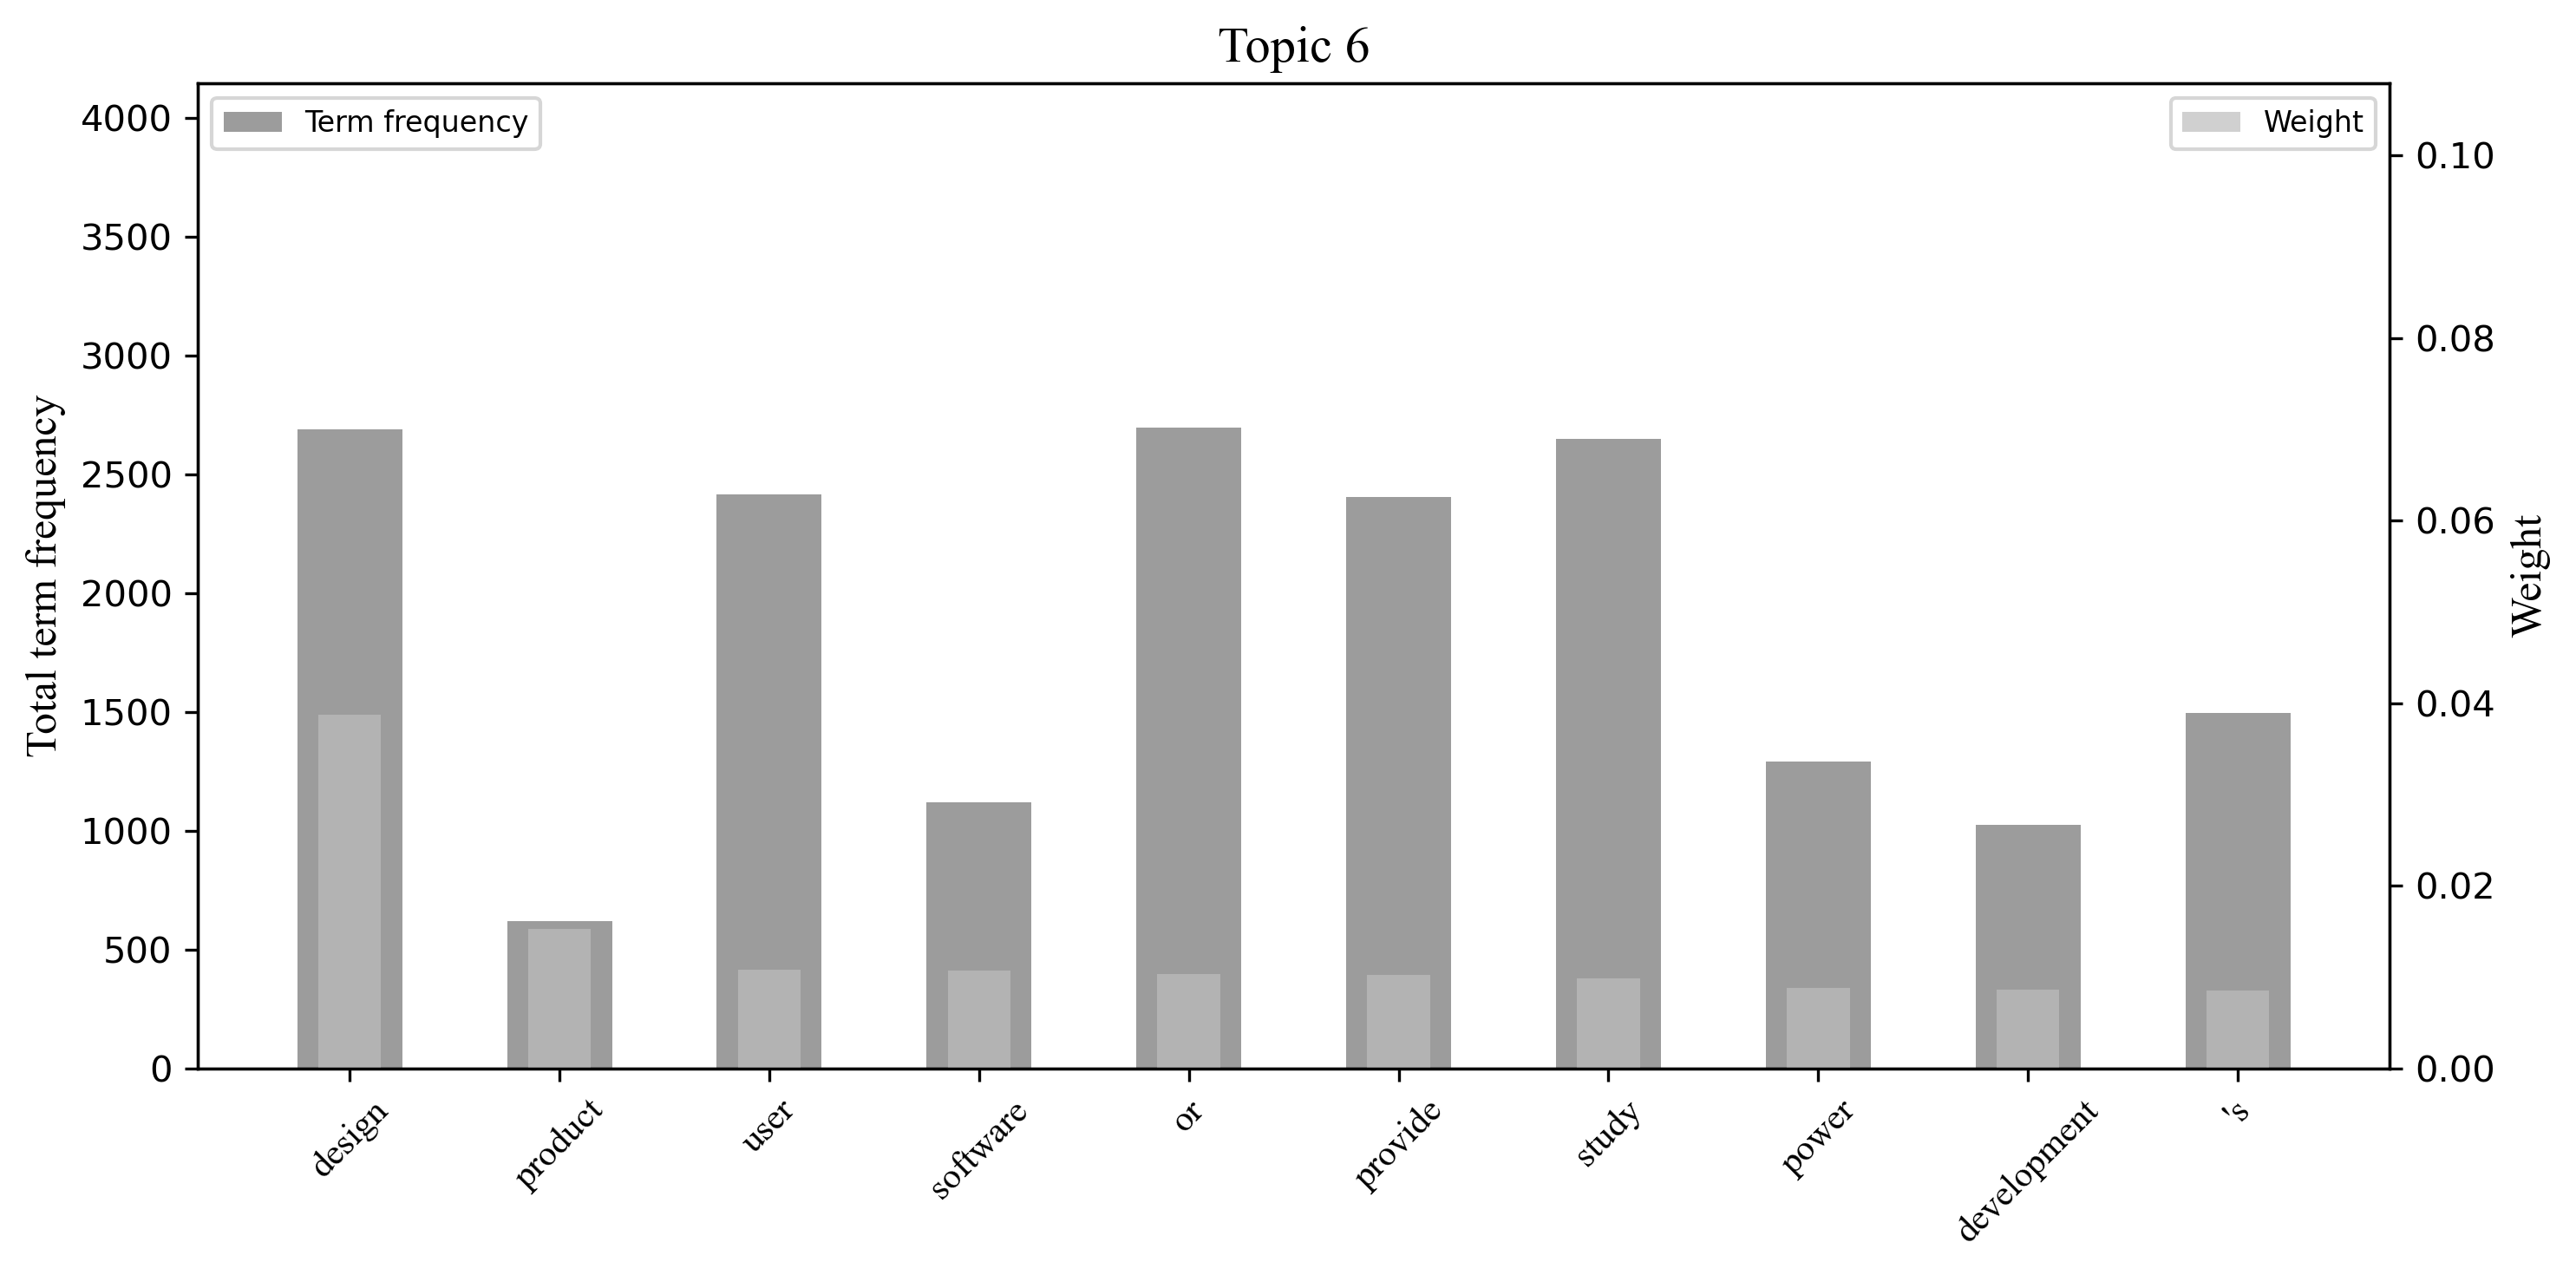 Topic 6
Term frequency
Weight
4000
3500
3000
2500
2000
1500
1000
500
0
Total term frequency
0.10
0.08
0.06
0.04
0.02
0.00
Weight
design
product
user
software
or
provide
study
power
development
's